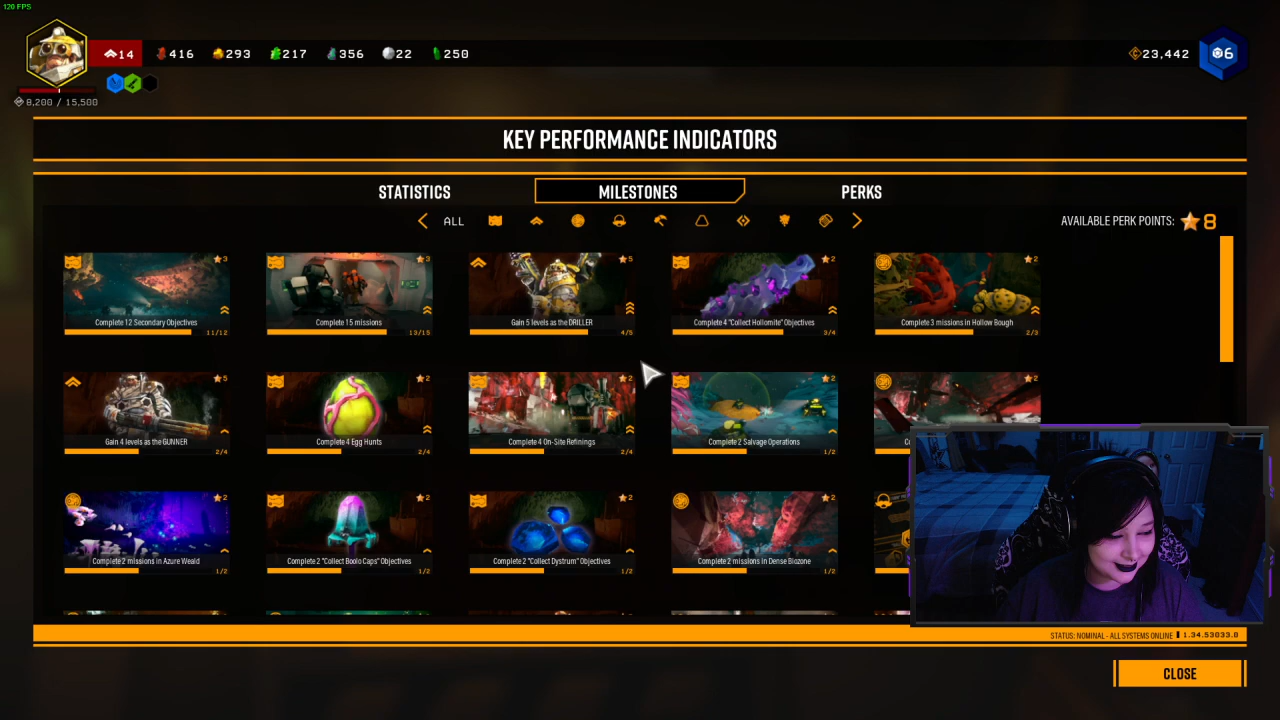 120 FPS
14 416 293 217 356 22 250 23,442 6
8,200 / 15,500
KEY PERFORMANCE INDICATORS
STATISTICS MILESTONES PERKS
ALL AVAILABLE PERK POINTS: 8
3 3 5 2 2
Complete 12 Secondary Objectives Complete 15 missions Gain 5 levels as the DRILLER Complete 4 "Collect Hollomite" Objectives Complete 3 missions in Hollow Bough
11/12 13/15 4/5 3/4 2/3
5 2 2 2 2
Gain 4 levels as the GUNNER Complete 4 Egg Hunts Complete 4 On-Site Refinings Complete 2 Salvage Operations
2/4 2/4 2/4 1/2
2 2 2 2
Complete 2 missions in Azure Weald Complete 2 "Collect Boolo Caps" Objectives Complete 2 "Collect Dystrum" Objectives Complete 2 missions in Dense Biozone
1/2 1/2 1/2 1/2
STATUS: NOMINAL - ALL SYSTEMS ONLINE 1.34.53033.0
CLOSE